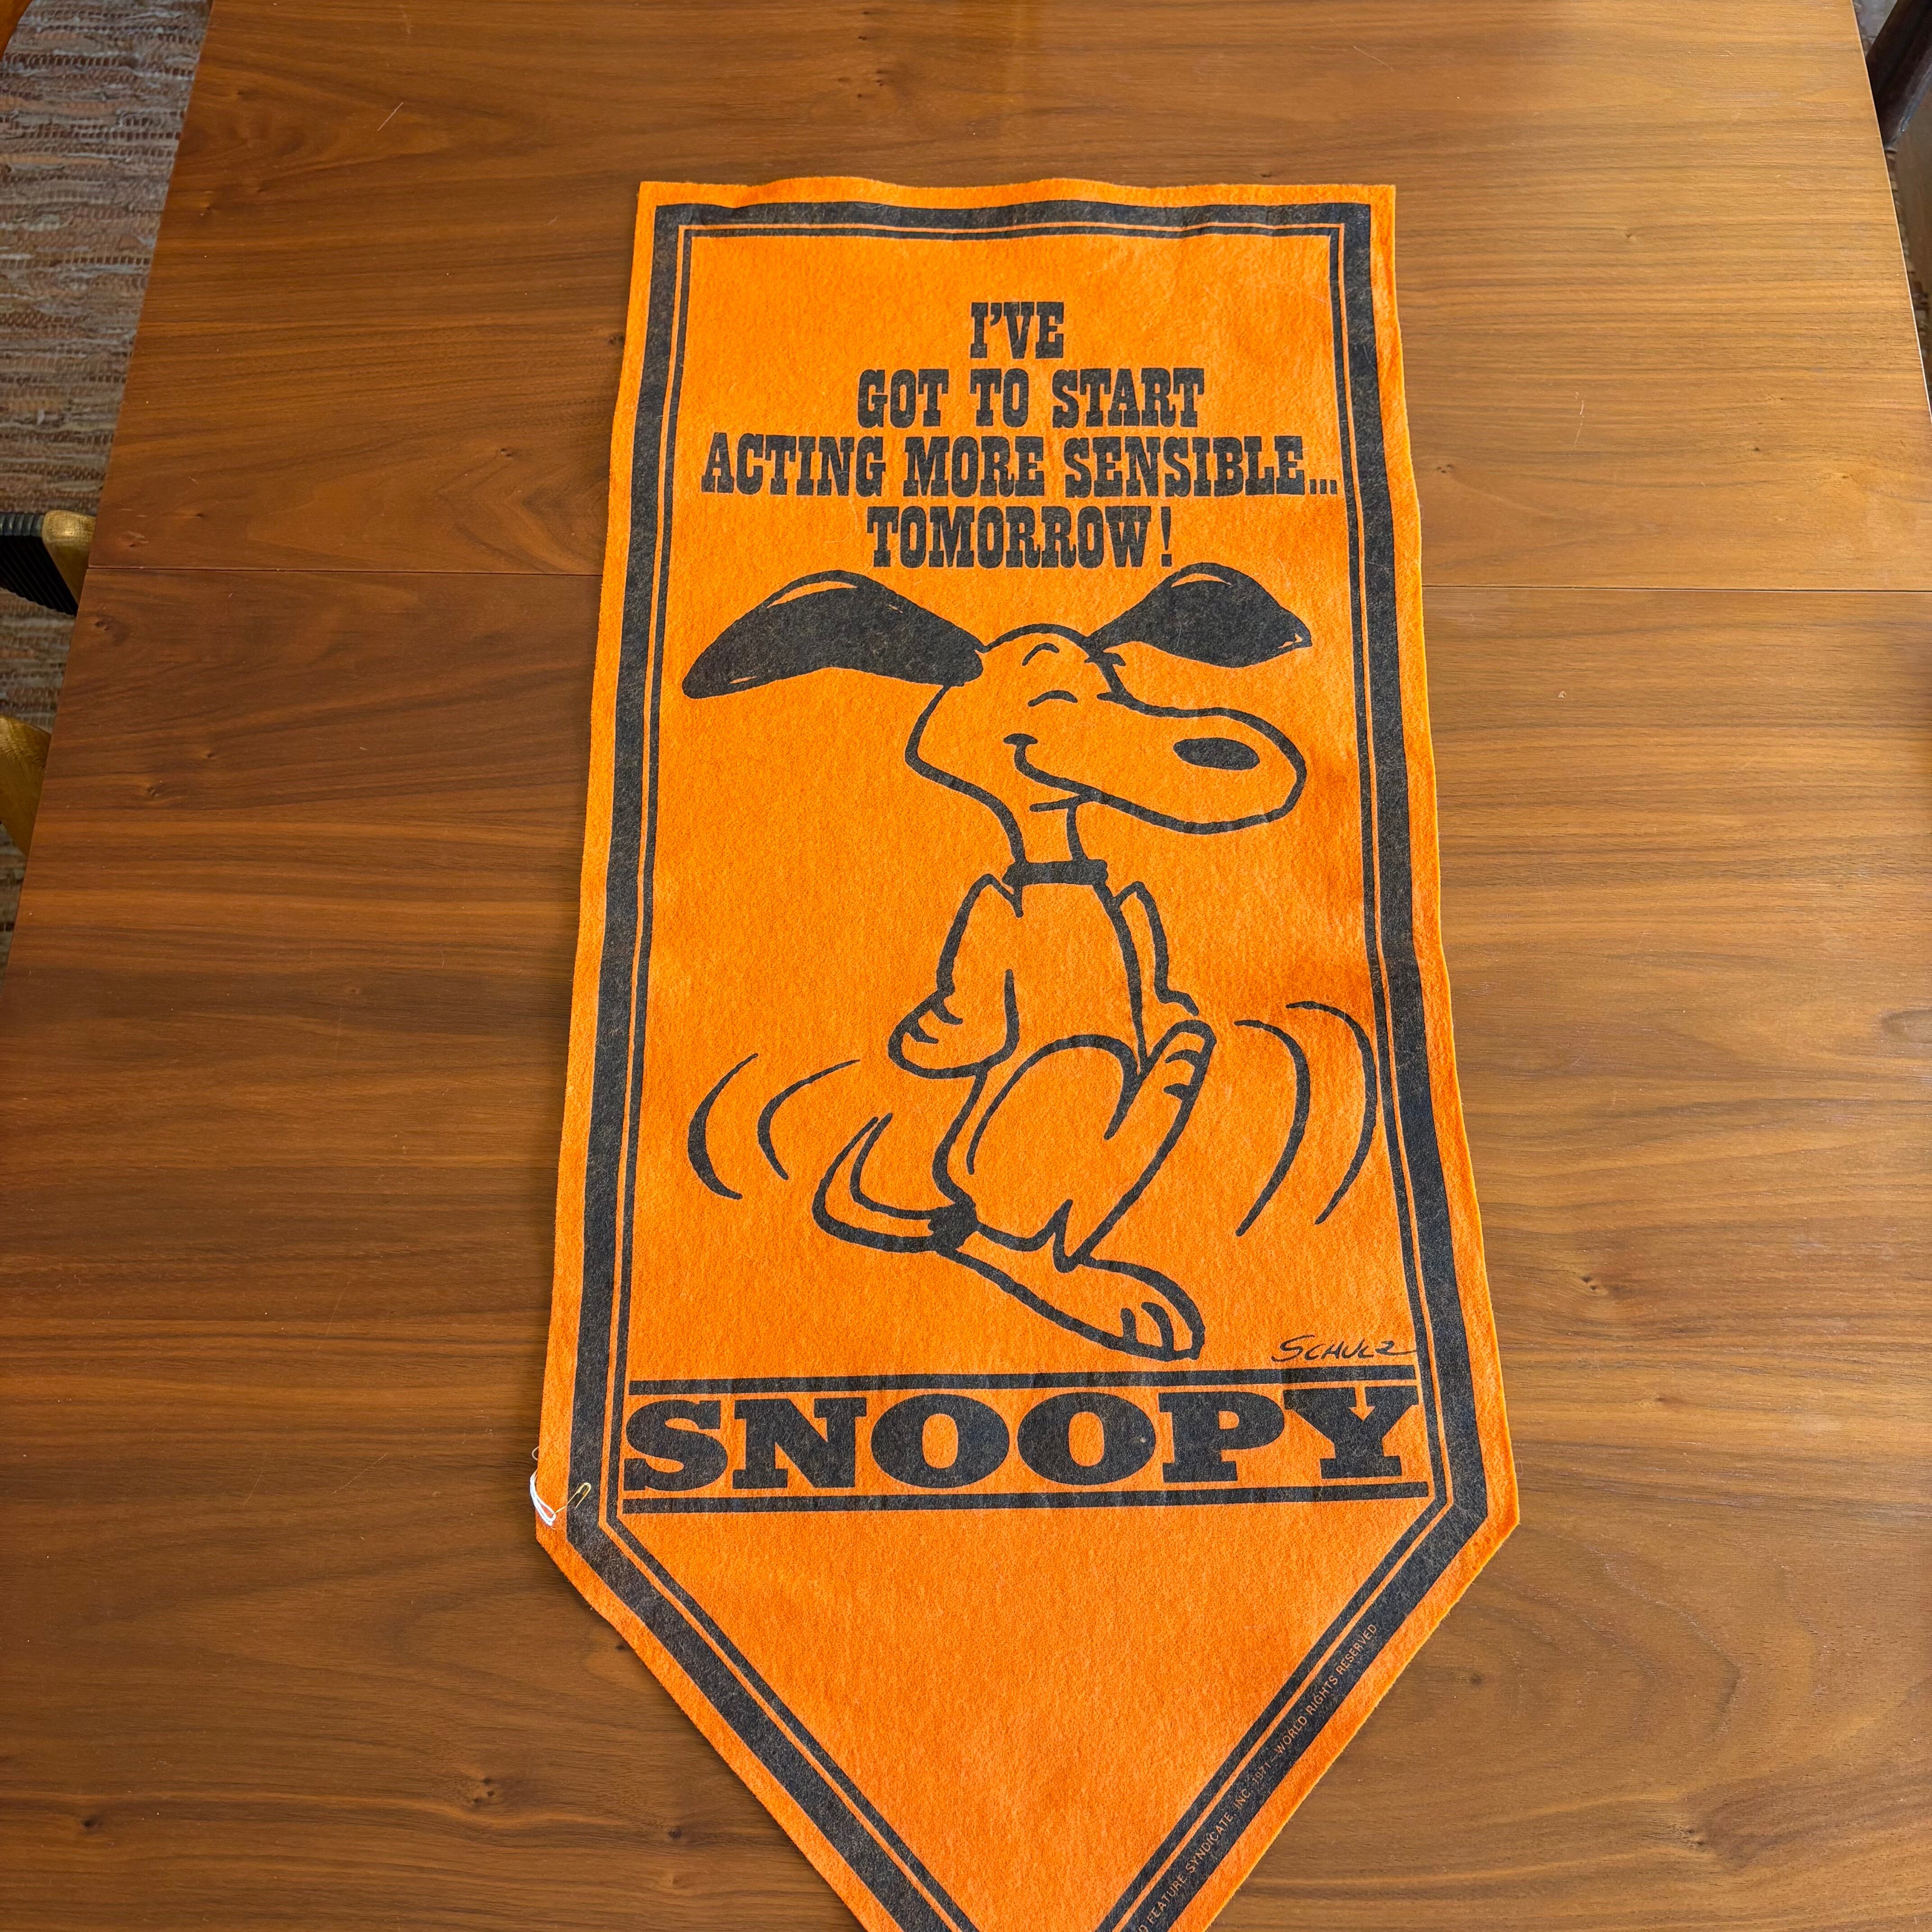 I'VE
GOT TO START
ACTING MORE SENSIBLE...
TOMORROW!
SCHULZ
SNOOPY
FEATURE SYNDICATE, INC. 1971—WORLD RIGHTS RESERVED